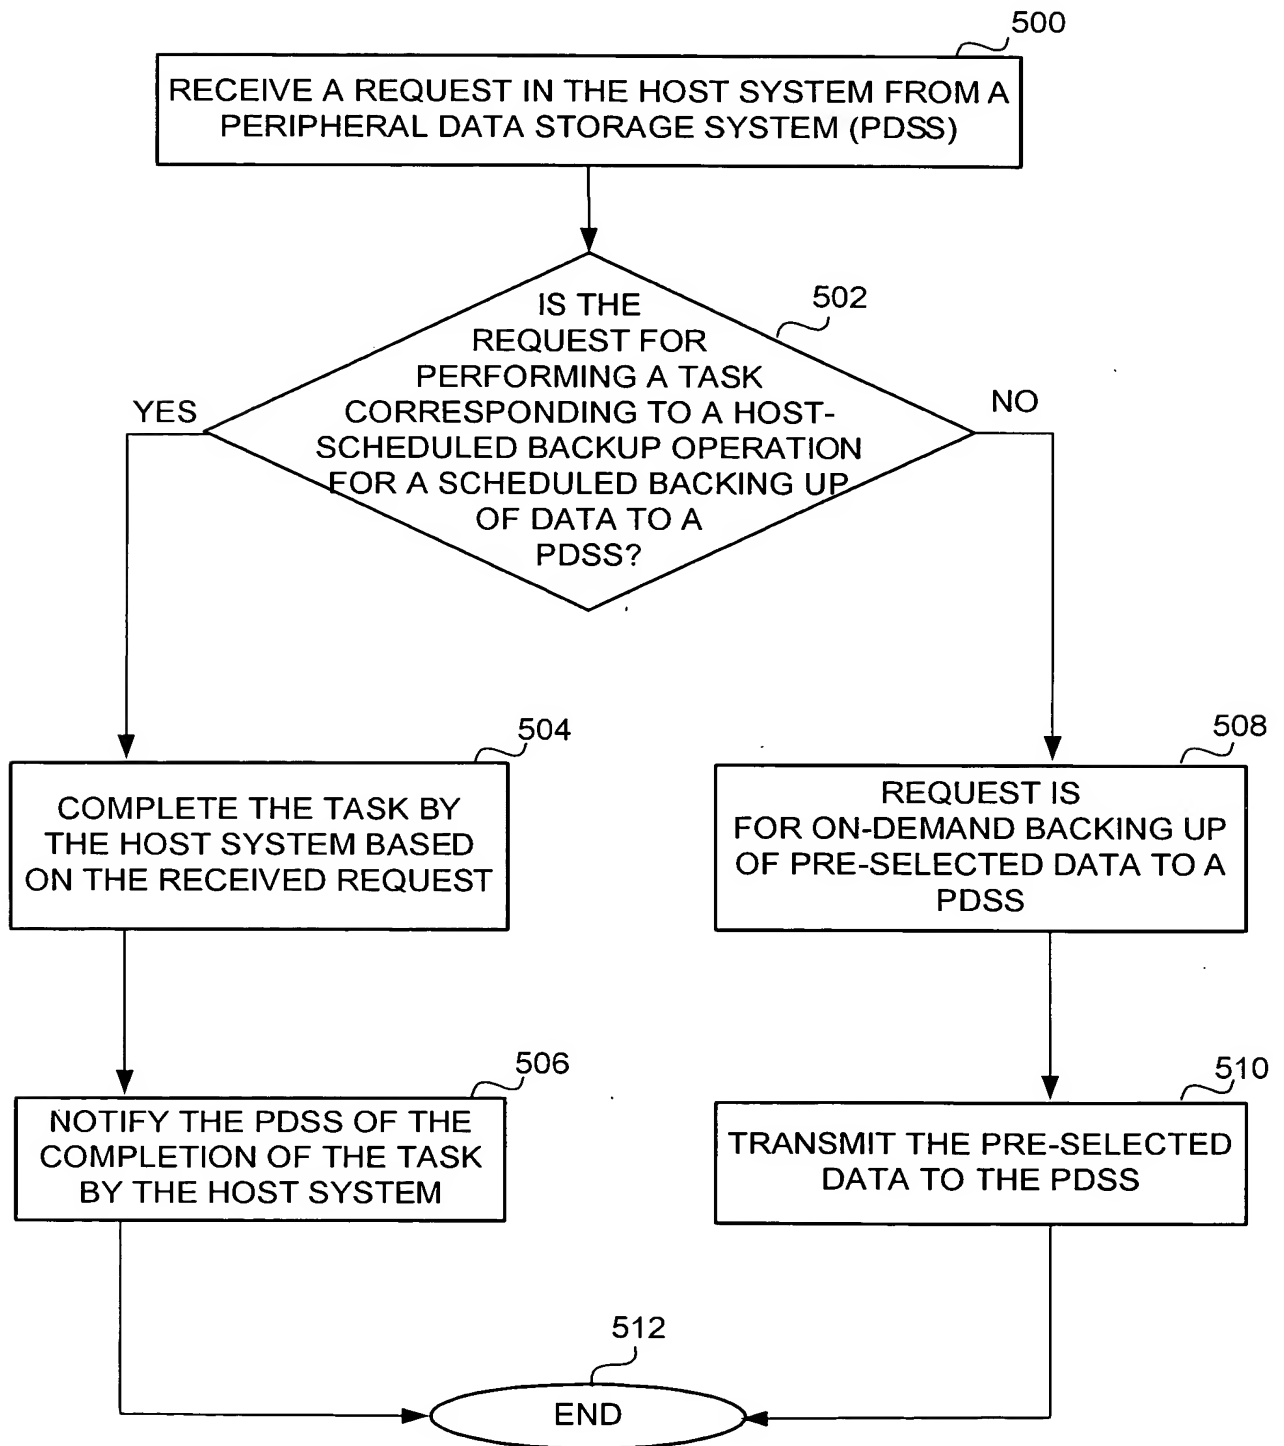 500
RECEIVE A REQUEST IN THE HOST SYSTEM FROM A
PERIPHERAL DATA STORAGE SYSTEM (PDSS)
502
IS THE
REQUEST FOR
PERFORMING A TASK
CORRESPONDING TO A HOST-
SCHEDULED BACKUP OPERATION
FOR A SCHEDULED BACKING UP
OF DATA TO A
PDSS?
YES
NO
504
COMPLETE THE TASK BY
THE HOST SYSTEM BASED
ON THE RECEIVED REQUEST
508
REQUEST IS
FOR ON-DEMAND BACKING UP
OF PRE-SELECTED DATA TO A
PDSS
506
NOTIFY THE PDSS OF THE
COMPLETION OF THE TASK
BY THE HOST SYSTEM
510
TRANSMIT THE PRE-SELECTED
DATA TO THE PDSS
512
END